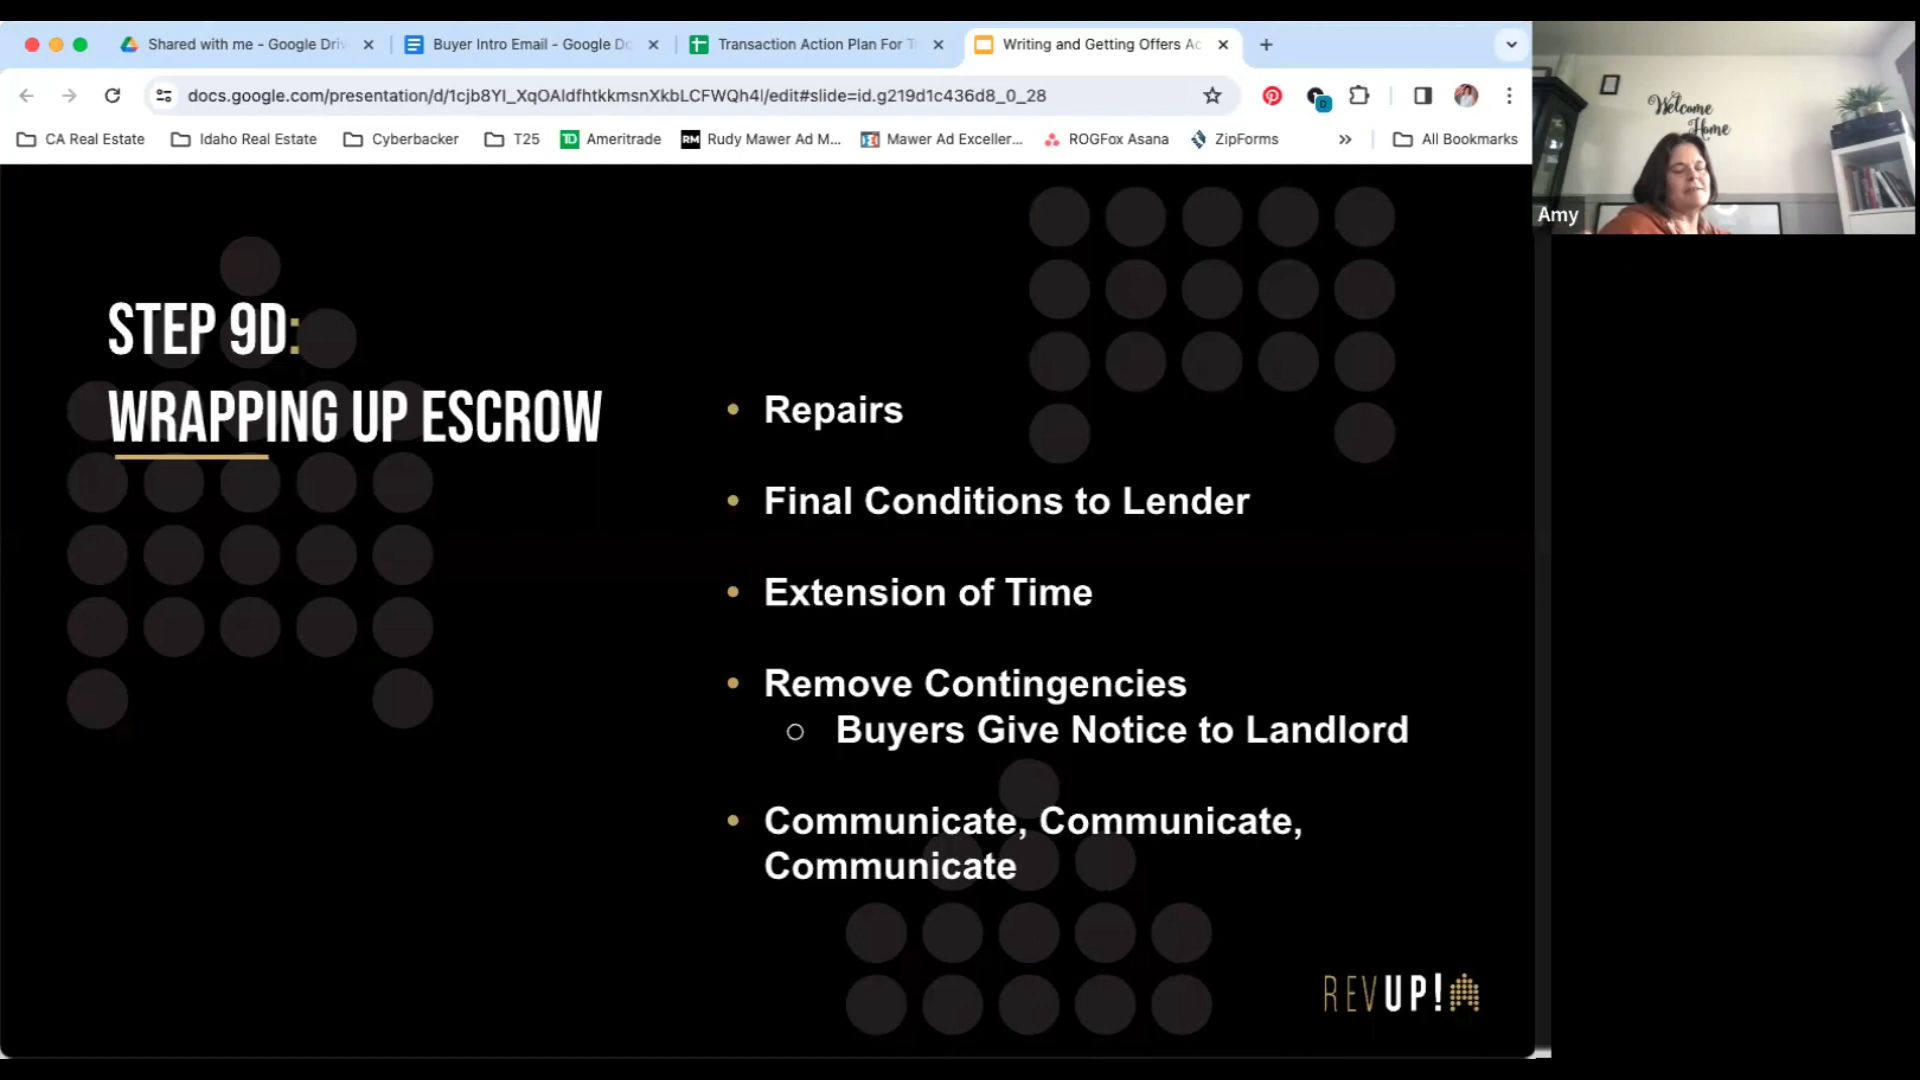 Shared with me - Google Driv
Buyer Intro Email - Google Do
Transaction Action Plan For T
Writing and Getting Offers Ac
docs.google.com/presentation/d/1cjb8YI_XqOAldfhtkkmsnXkbLCFWQh4I/edit#slide=id.g219d1c436d8_0_28
CA Real Estate
Idaho Real Estate
Cyberbacker
T25
Ameritrade
RM Rudy Mawer Ad M...
Mawer Ad Exceller...
ROGFox Asana
ZipForms
»
All Bookmarks
Welcome
Home
Amy
STEP 9D:
WRAPPING UP ESCROW
• Repairs
• Final Conditions to Lender
• Extension of Time
• Remove Contingencies
○ Buyers Give Notice to Landlord
• Communicate, Communicate,
Communicate
REVUP!